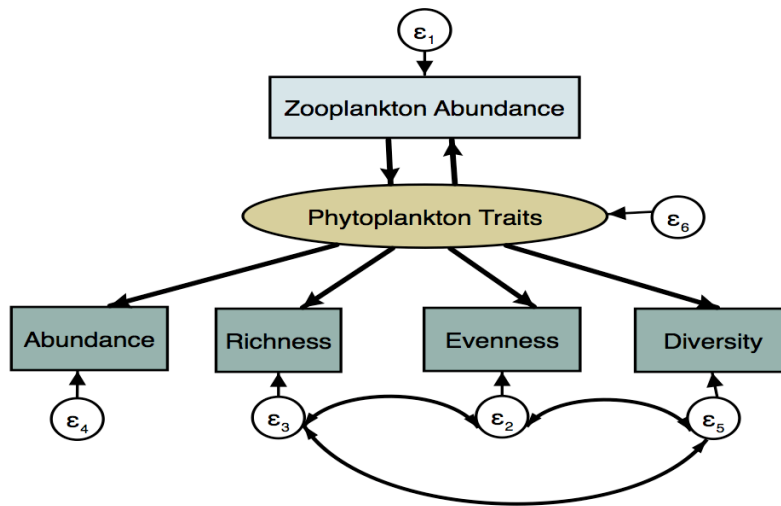 ε₁
Zooplankton Abundance
Phytoplankton Traits
ε₆
Abundance
Richness
Evenness
Diversity
ε₄
ε₃
ε₂
ε₅